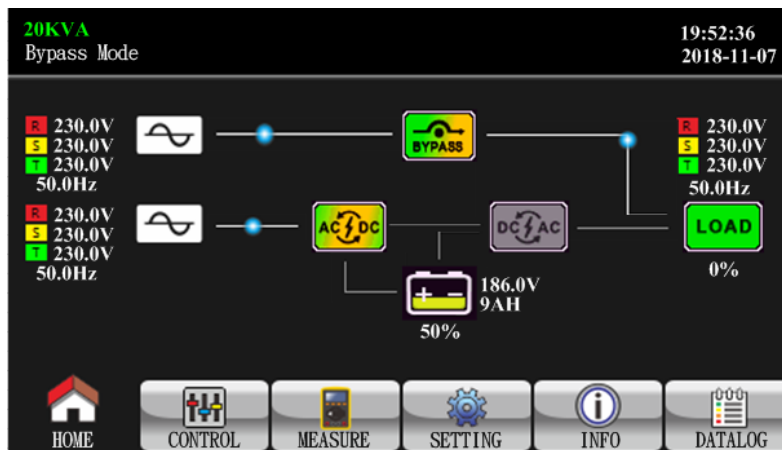 20KVA
Bypass Mode
19:52:36
2018-11-07
R 230.0V
S 230.0V
T 230.0V
50.0Hz
BYPASS
R 230.0V
S 230.0V
T 230.0V
50.0Hz
R 230.0V
S 230.0V
T 230.0V
50.0Hz
AC DC
DC AC
LOAD
0%
186.0V
9AH
50%
HOME
CONTROL
MEASURE
SETTING
INFO
DATALOG